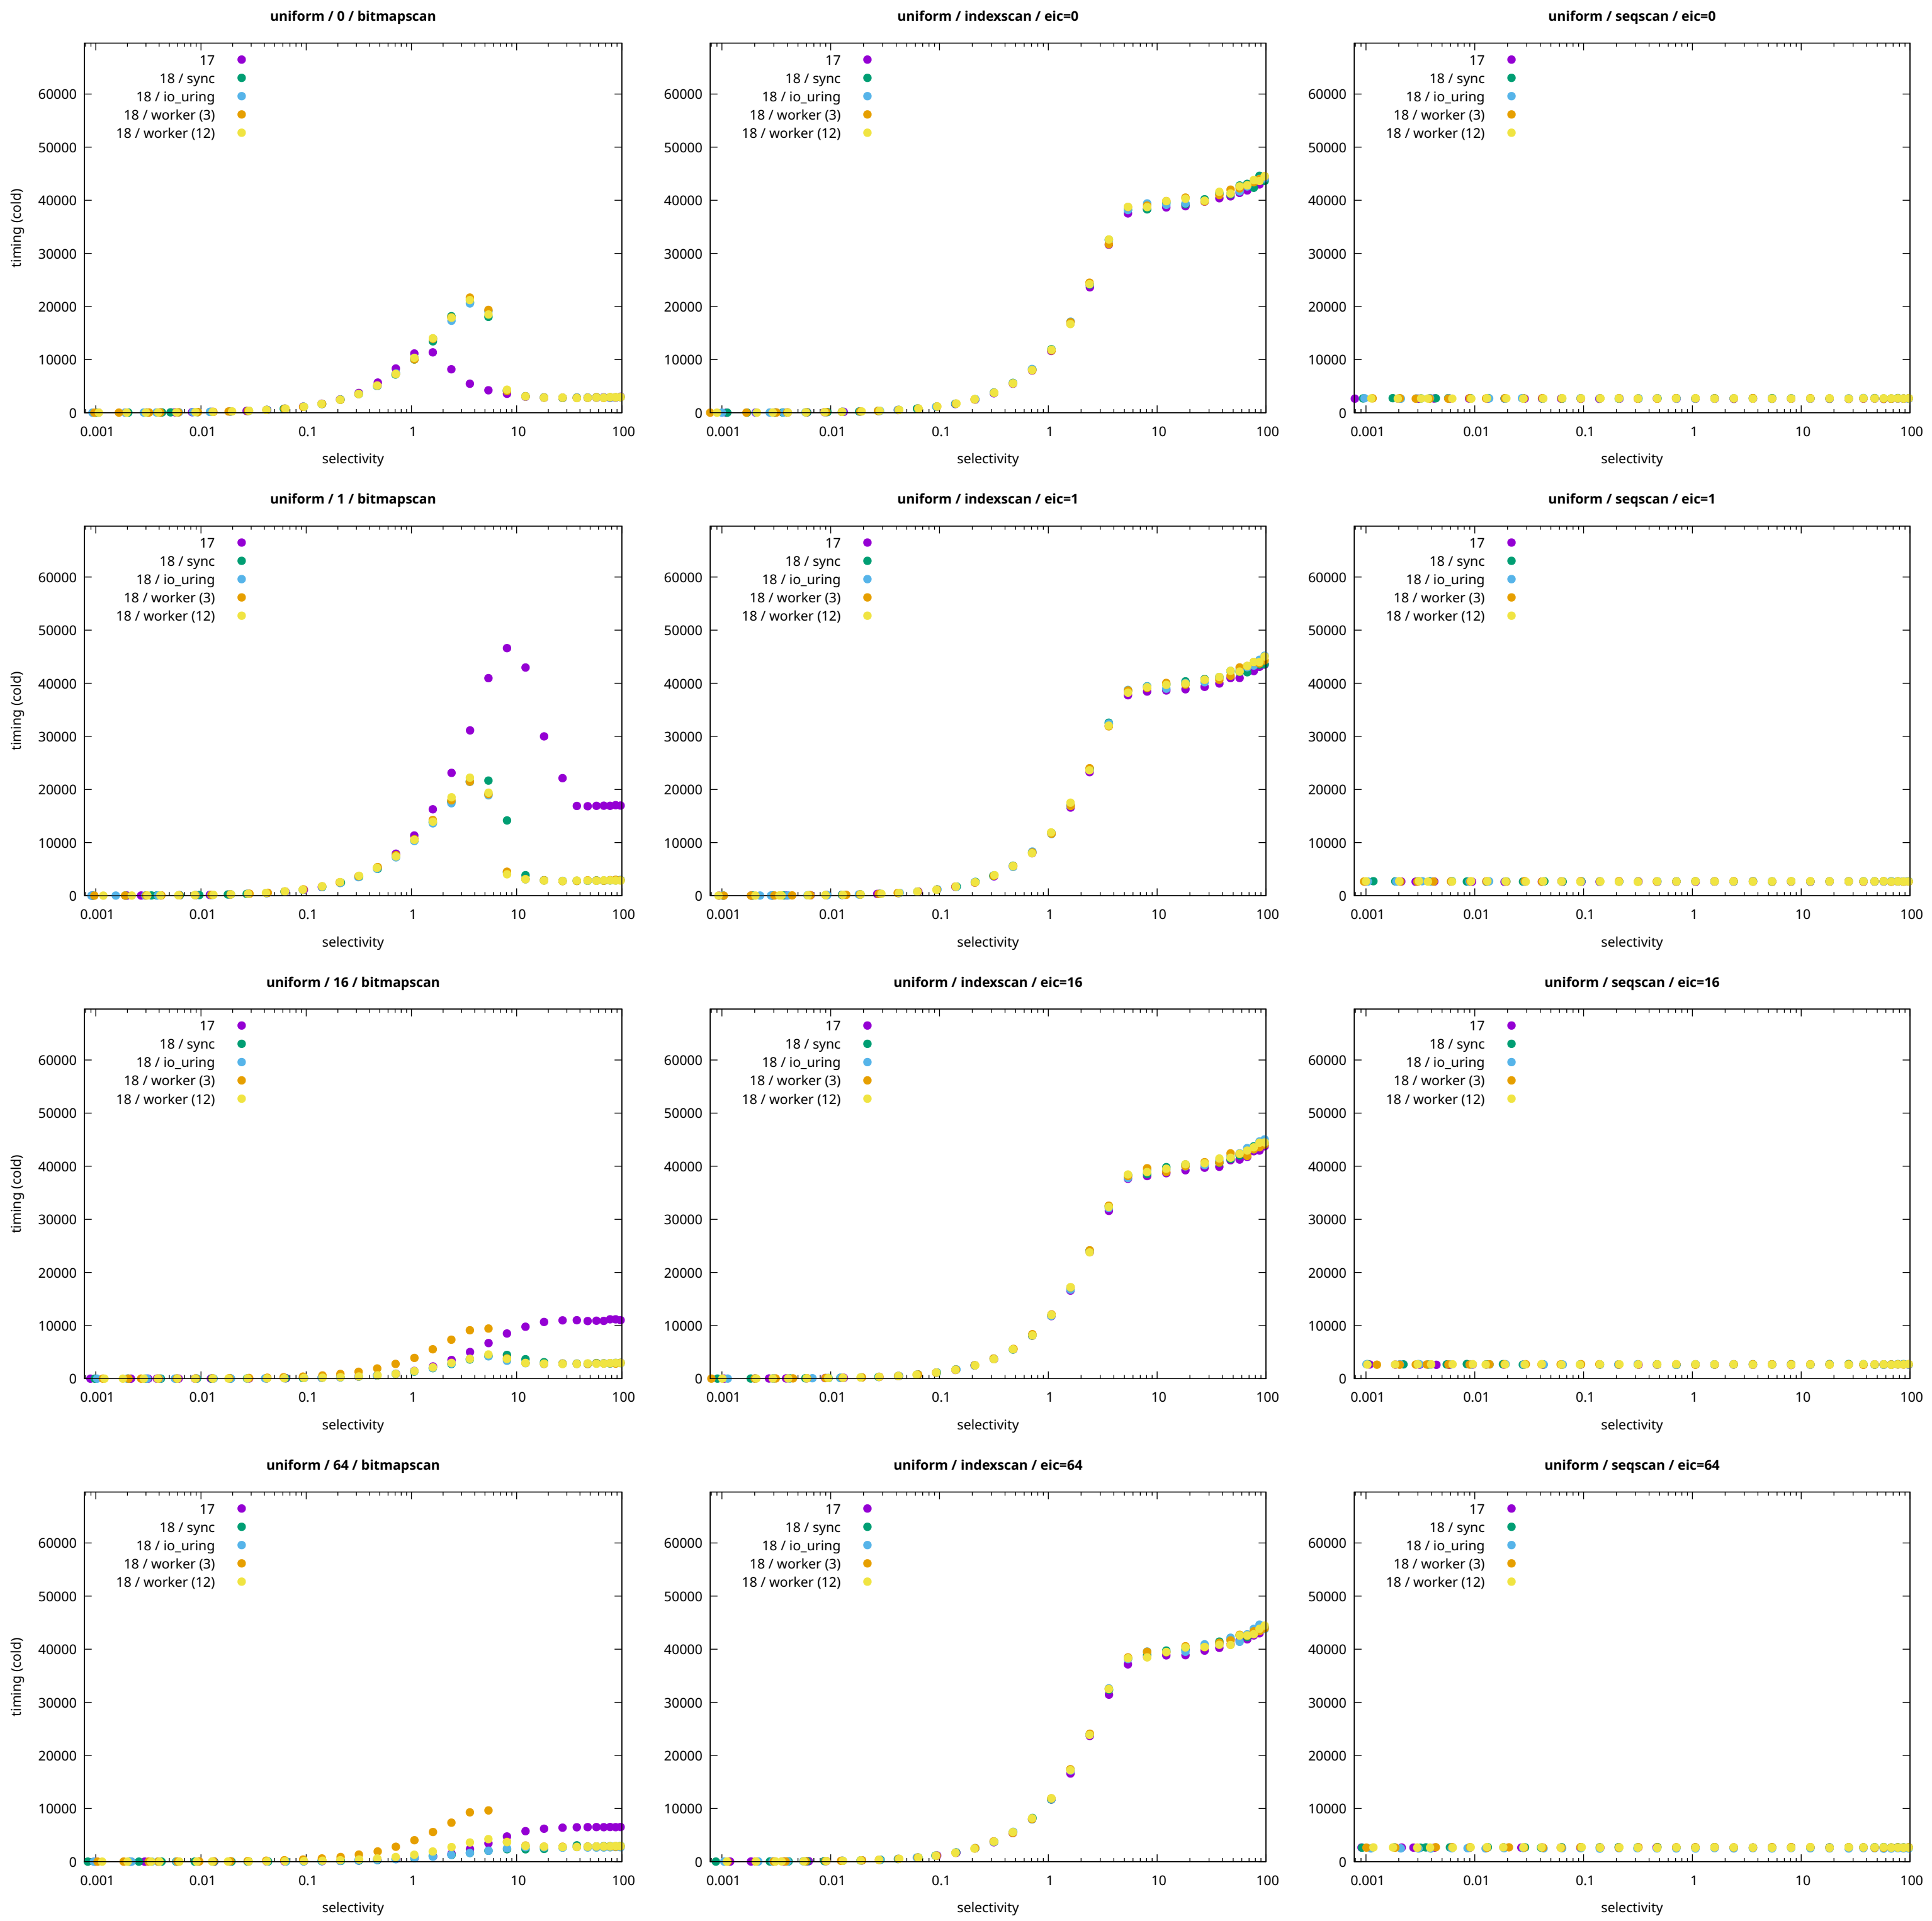 uniform / 0 / bitmapscan
17
18 / sync
18 / io_uring
18 / worker (3)
18 / worker (12)
timing (cold)
60000
50000
40000
30000
20000
10000
0
0.001 0.01 0.1 1 10 100
selectivity
uniform / indexscan / eic=0
17
18 / sync
18 / io_uring
18 / worker (3)
18 / worker (12)
60000
50000
40000
30000
20000
10000
0
0.001 0.01 0.1 1 10 100
selectivity
uniform / seqscan / eic=0
17
18 / sync
18 / io_uring
18 / worker (3)
18 / worker (12)
60000
50000
40000
30000
20000
10000
0
0.001 0.01 0.1 1 10 100
selectivity
uniform / 1 / bitmapscan
17
18 / sync
18 / io_uring
18 / worker (3)
18 / worker (12)
timing (cold)
60000
50000
40000
30000
20000
10000
0
0.001 0.01 0.1 1 10 100
selectivity
uniform / indexscan / eic=1
17
18 / sync
18 / io_uring
18 / worker (3)
18 / worker (12)
60000
50000
40000
30000
20000
10000
0
0.001 0.01 0.1 1 10 100
selectivity
uniform / seqscan / eic=1
17
18 / sync
18 / io_uring
18 / worker (3)
18 / worker (12)
60000
50000
40000
30000
20000
10000
0
0.001 0.01 0.1 1 10 100
selectivity
uniform / 16 / bitmapscan
17
18 / sync
18 / io_uring
18 / worker (3)
18 / worker (12)
timing (cold)
60000
50000
40000
30000
20000
10000
0
0.001 0.01 0.1 1 10 100
selectivity
uniform / indexscan / eic=16
17
18 / sync
18 / io_uring
18 / worker (3)
18 / worker (12)
60000
50000
40000
30000
20000
10000
0
0.001 0.01 0.1 1 10 100
selectivity
uniform / seqscan / eic=16
17
18 / sync
18 / io_uring
18 / worker (3)
18 / worker (12)
60000
50000
40000
30000
20000
10000
0
0.001 0.01 0.1 1 10 100
selectivity
uniform / 64 / bitmapscan
17
18 / sync
18 / io_uring
18 / worker (3)
18 / worker (12)
timing (cold)
60000
50000
40000
30000
20000
10000
0
0.001 0.01 0.1 1 10 100
selectivity
uniform / indexscan / eic=64
17
18 / sync
18 / io_uring
18 / worker (3)
18 / worker (12)
60000
50000
40000
30000
20000
10000
0
0.001 0.01 0.1 1 10 100
selectivity
uniform / seqscan / eic=64
17
18 / sync
18 / io_uring
18 / worker (3)
18 / worker (12)
60000
50000
40000
30000
20000
10000
0
0.001 0.01 0.1 1 10 100
selectivity